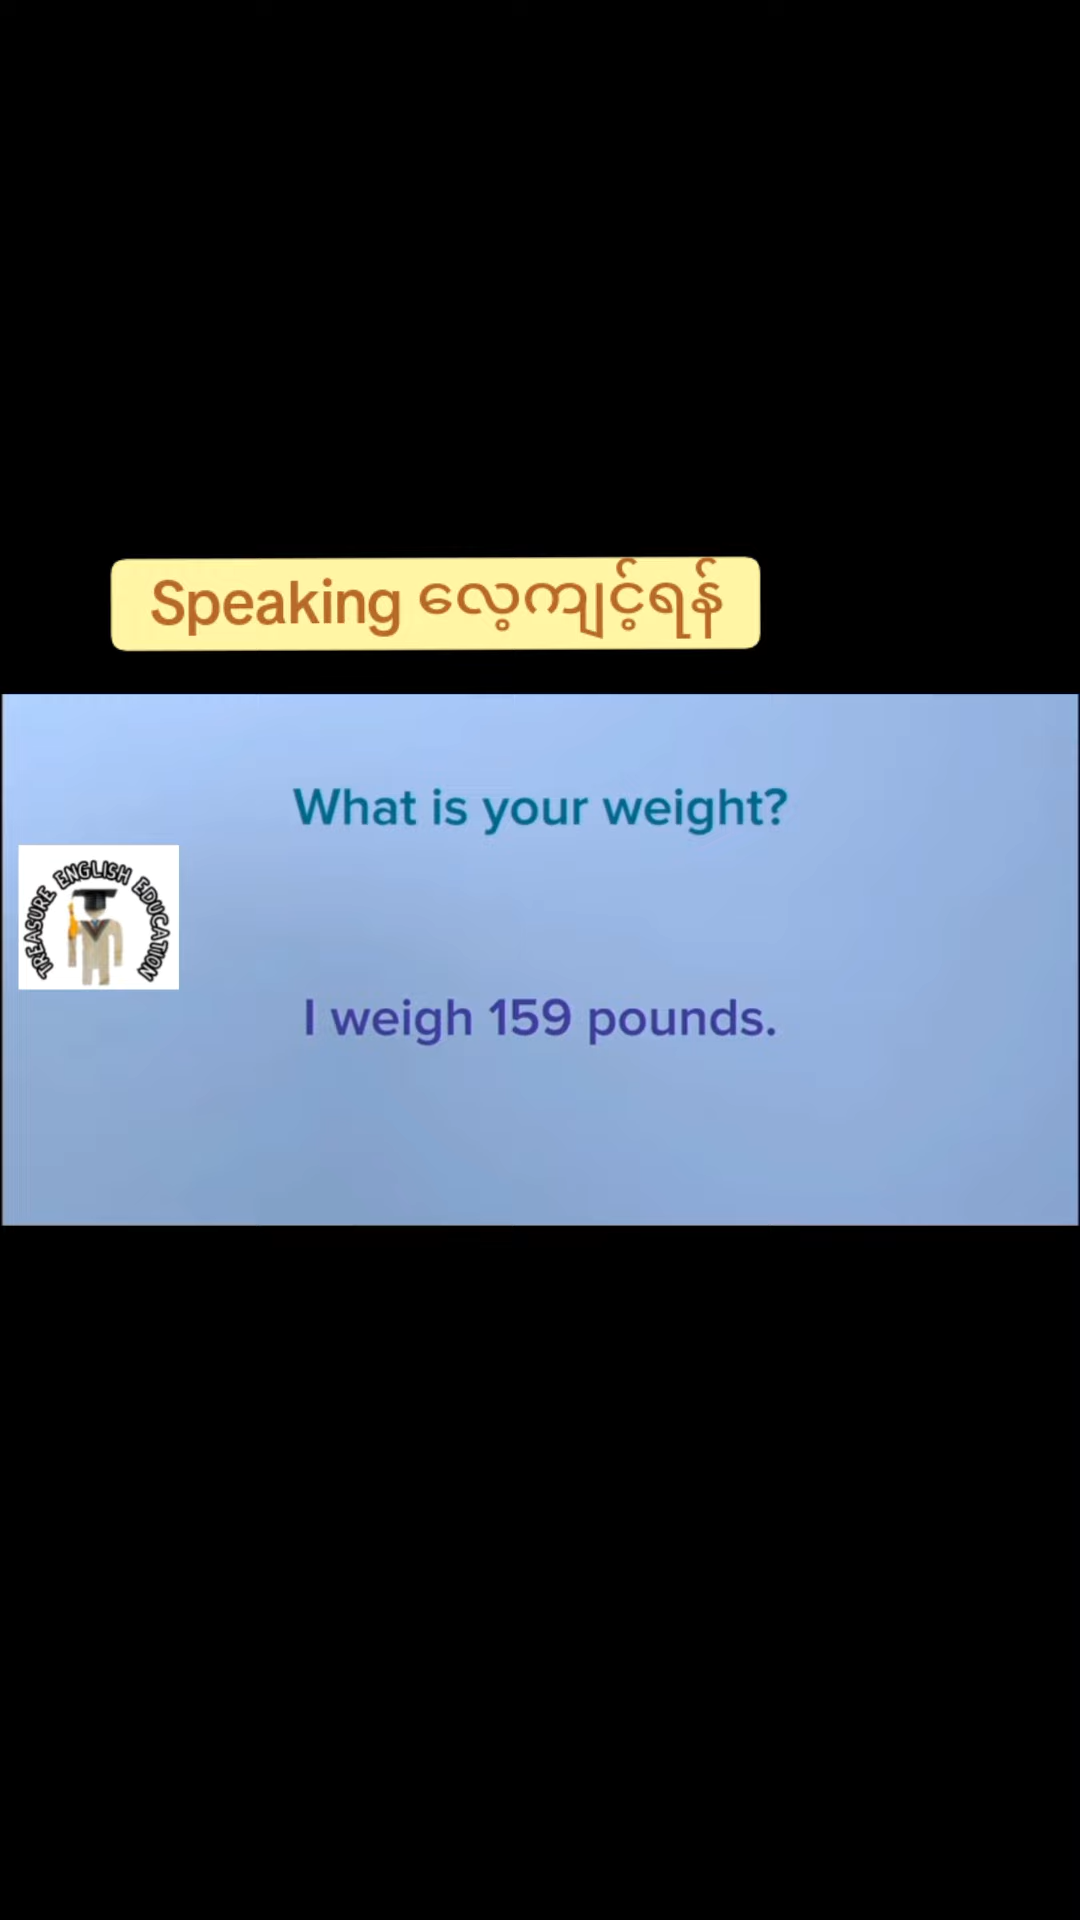 Speaking လေ့ကျင့်ရန်
What is your weight?
TREASURE ENGLISH EDUCATION
I weigh 159 pounds.